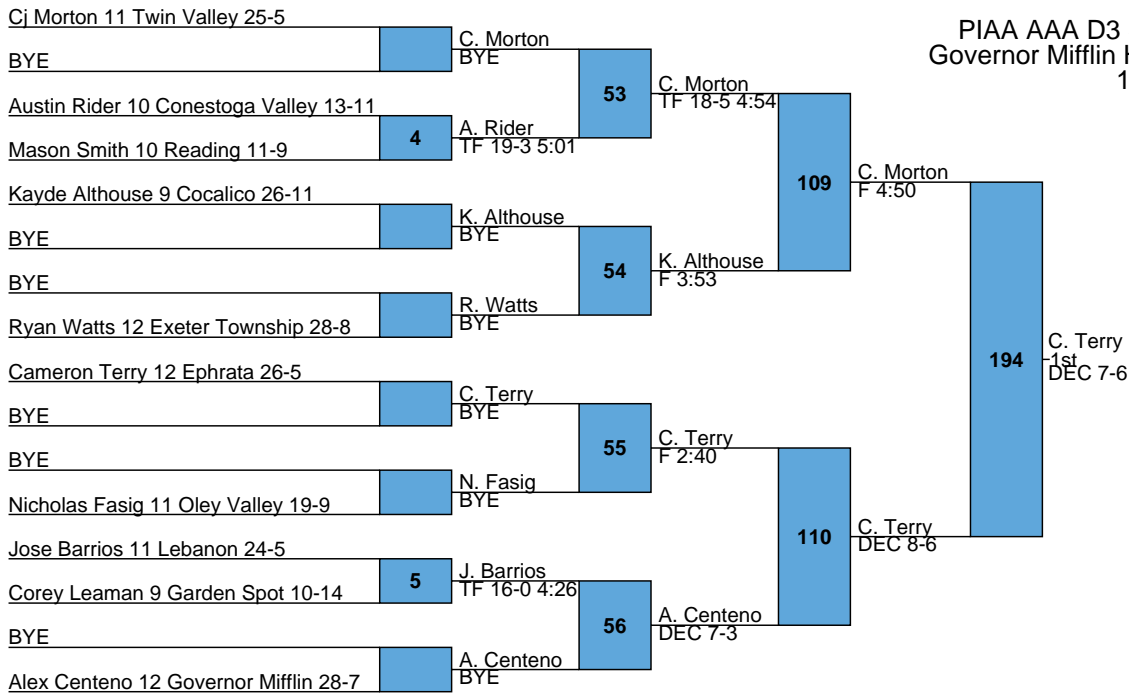 Cj Morton 11 Twin Valley 25-5
BYE
Austin Rider 10 Conestoga Valley 13-11
Mason Smith 10 Reading 11-9
Kayde Althouse 9 Cocalico 26-11
BYE
BYE
Ryan Watts 12 Exeter Township 28-8
Cameron Terry 12 Ephrata 26-5
BYE
BYE
Nicholas Fasig 11 Oley Valley 19-9
Jose Barrios 11 Lebanon 24-5
Corey Leaman 9 Garden Spot 10-14
BYE
Alex Centeno 12 Governor Mifflin 28-7
4
5
C. Morton
BYE
A. Rider
TF 19-3 5:01
K. Althouse
BYE
R. Watts
BYE
C. Terry
BYE
N. Fasig
BYE
J. Barrios
TF 16-0 4:26
A. Centeno
BYE
53
54
55
56
C. Morton
TF 18-5 4:54
K. Althouse
F 3:53
C. Terry
F 2:40
A. Centeno
DEC 7-3
109
110
C. Morton
F 4:50
C. Terry
DEC 8-6
194
C. Terry
1st
DEC 7-6
PIAA AAA D3
Governor Mifflin H
1